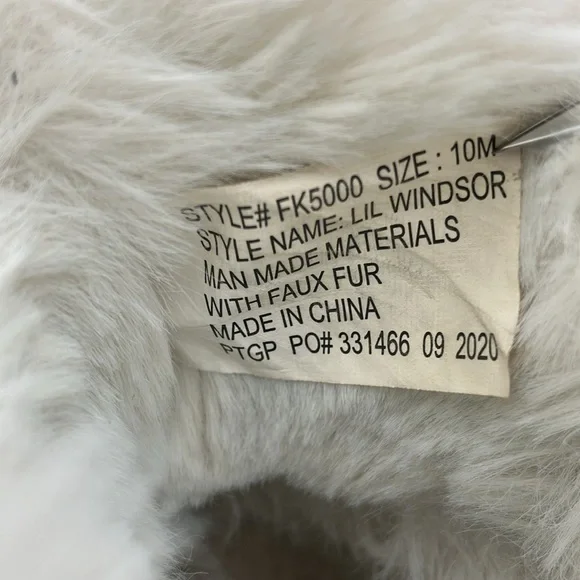 STYLE# FK5000 SIZE : 10M
STYLE NAME: LIL WINDSOR
MAN MADE MATERIALS
WITH FAUX FUR
MADE IN CHINA
PTGP PO# 331466 09 2020